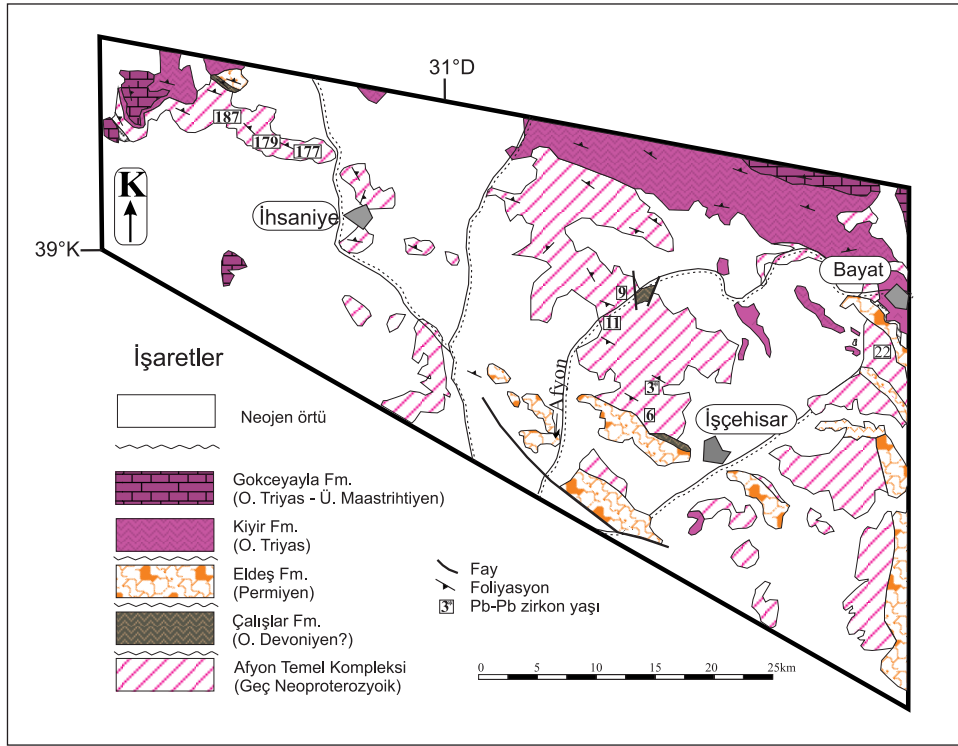 31°D
187
179
177
K
İhsaniye
39°K
Bayat
9
11
22
Afyon
3*
6
İşçehisar
İşaretler
Neojen örtü
Gokceyayla Fm.
(O. Triyas - Ü. Maastrihtiyen)
Kiyir Fm.
(O. Triyas)
Eldeş Fm.
(Permiyen)
Çalışlar Fm.
(O. Devoniyen?)
Afyon Temel Kompleksi
(Geç Neoproterozyoik)
Fay
Foliyasyon
3* Pb-Pb zirkon yaşı
0 5 10 15 20 25km